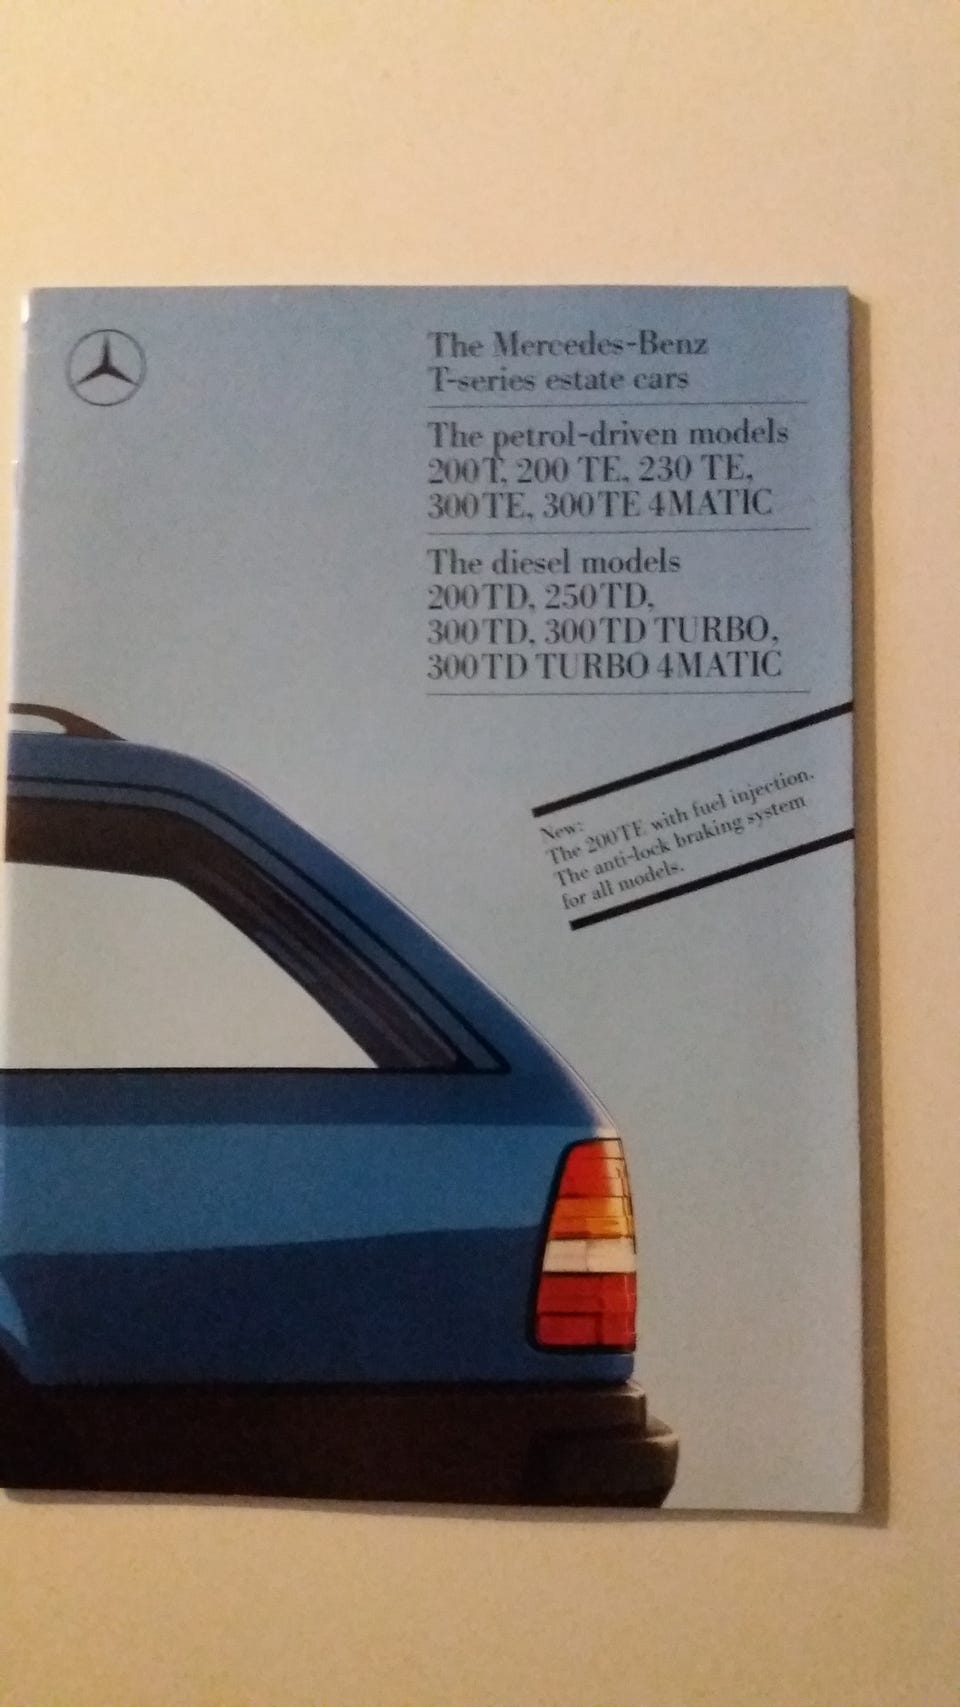 The Mercedes-Benz
T-series estate cars
The petrol-driven models
200T, 200 TE, 230 TE,
300TE, 300TE 4MATIC
The diesel models
200TD, 250TD,
300TD, 300TD TURBO,
300TD TURBO 4MATIC
New:
The 200TE with fuel injection.
The anti-lock braking system
for all models.